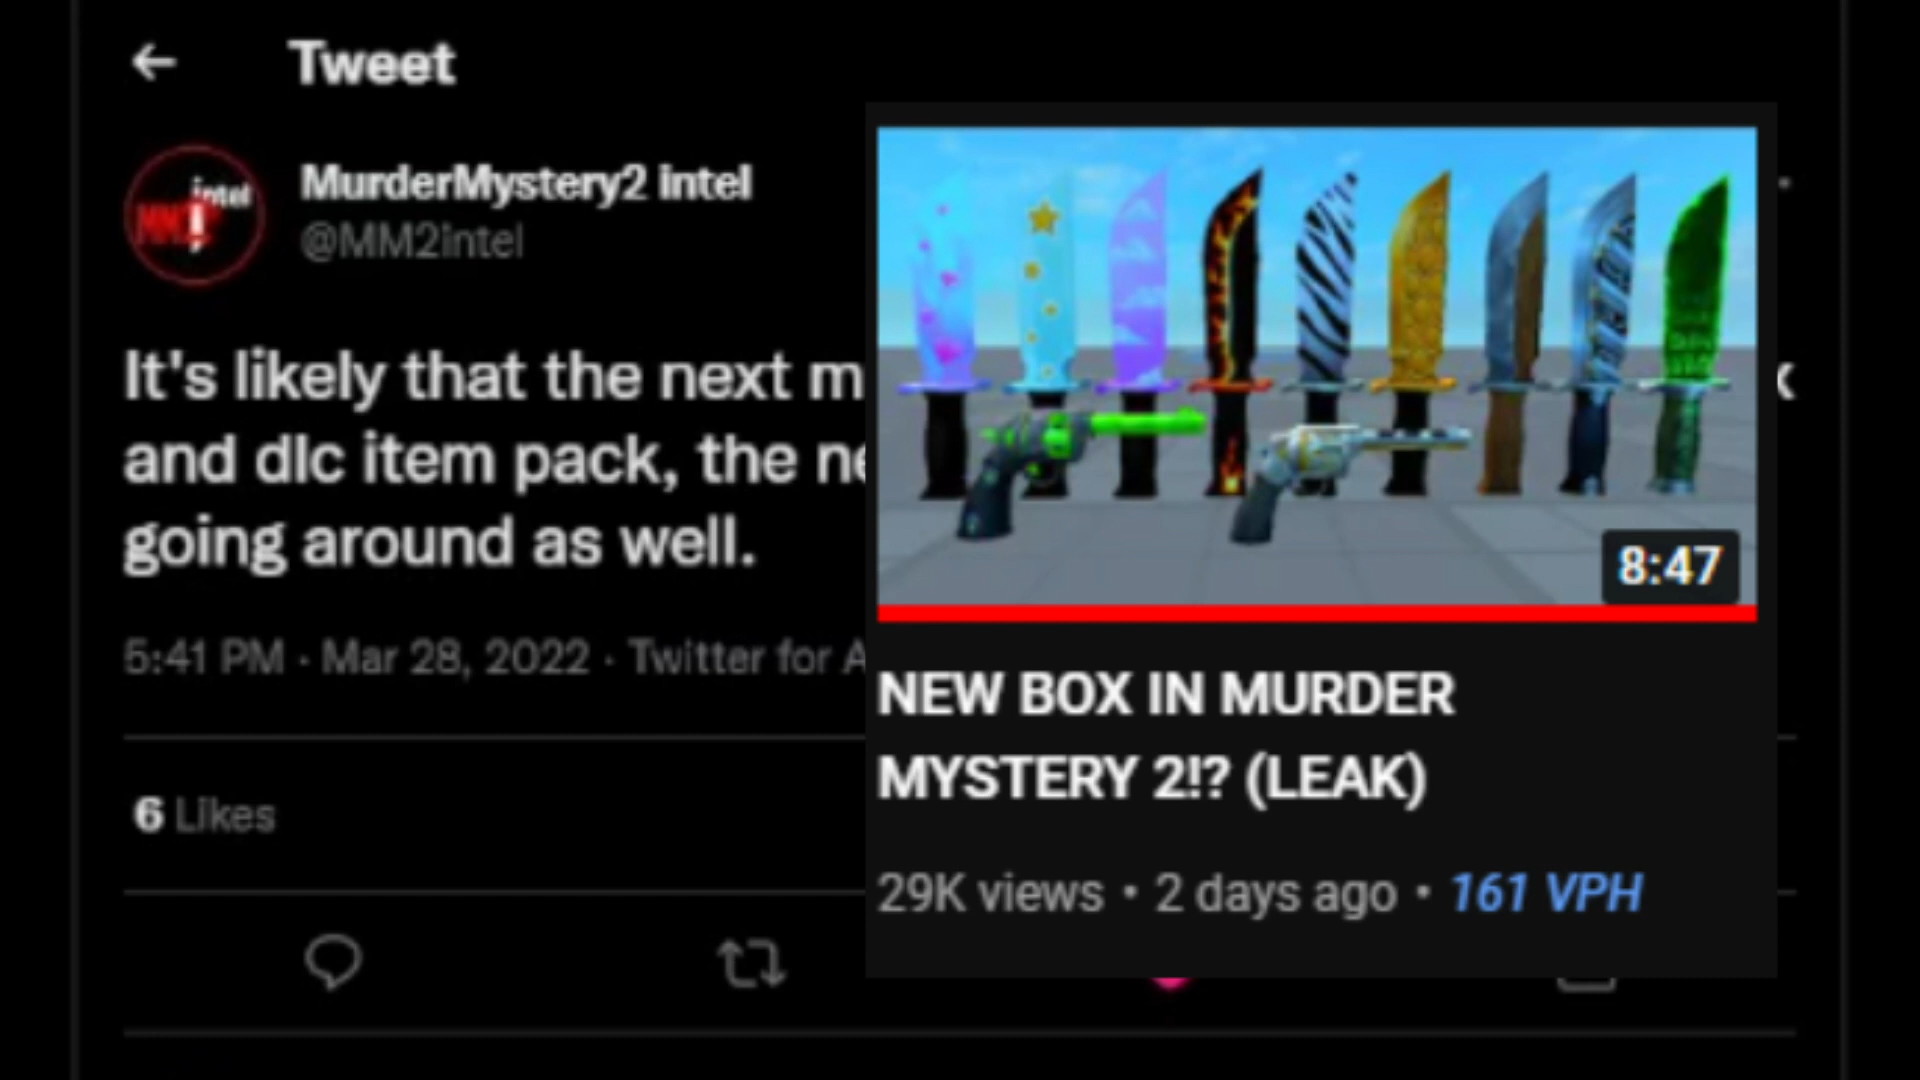 Tweet
MurderMystery2 intel
@MM2intel
It's likely that the next
and dlc item pack, the
going around as well.
5:41 PM · Mar 28, 2022 · Twitter for
6 Likes
intel
MM2
8:47
NEW BOX IN MURDER
MYSTERY 2!? (LEAK)
29K views • 2 days ago • 161 VPH